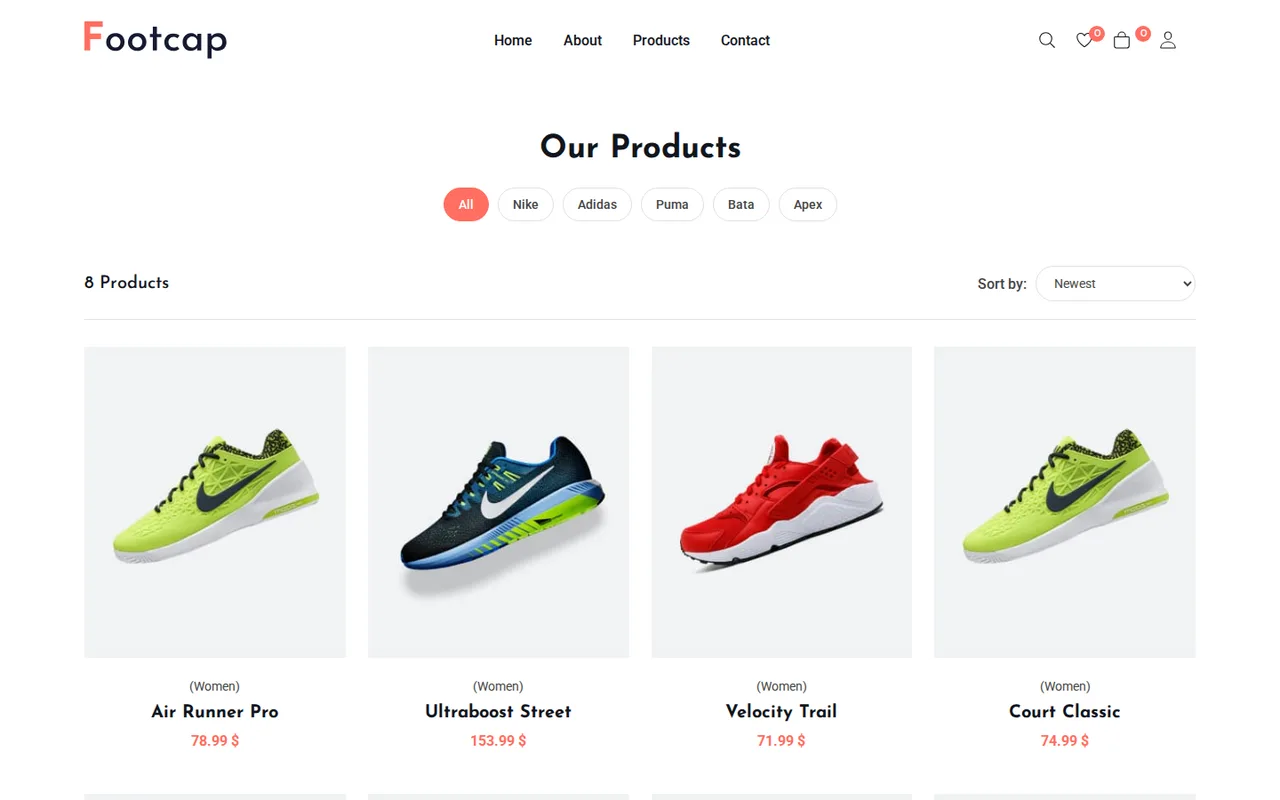 Footcap
Home About Products Contact
0 0
Our Products
All Nike Adidas Puma Bata Apex
8 Products
Sort by: Newest
(Women) (Women) (Women) (Women)
Air Runner Pro Ultraboost Street Velocity Trail Court Classic
78.99 $ 153.99 $ 71.99 $ 74.99 $